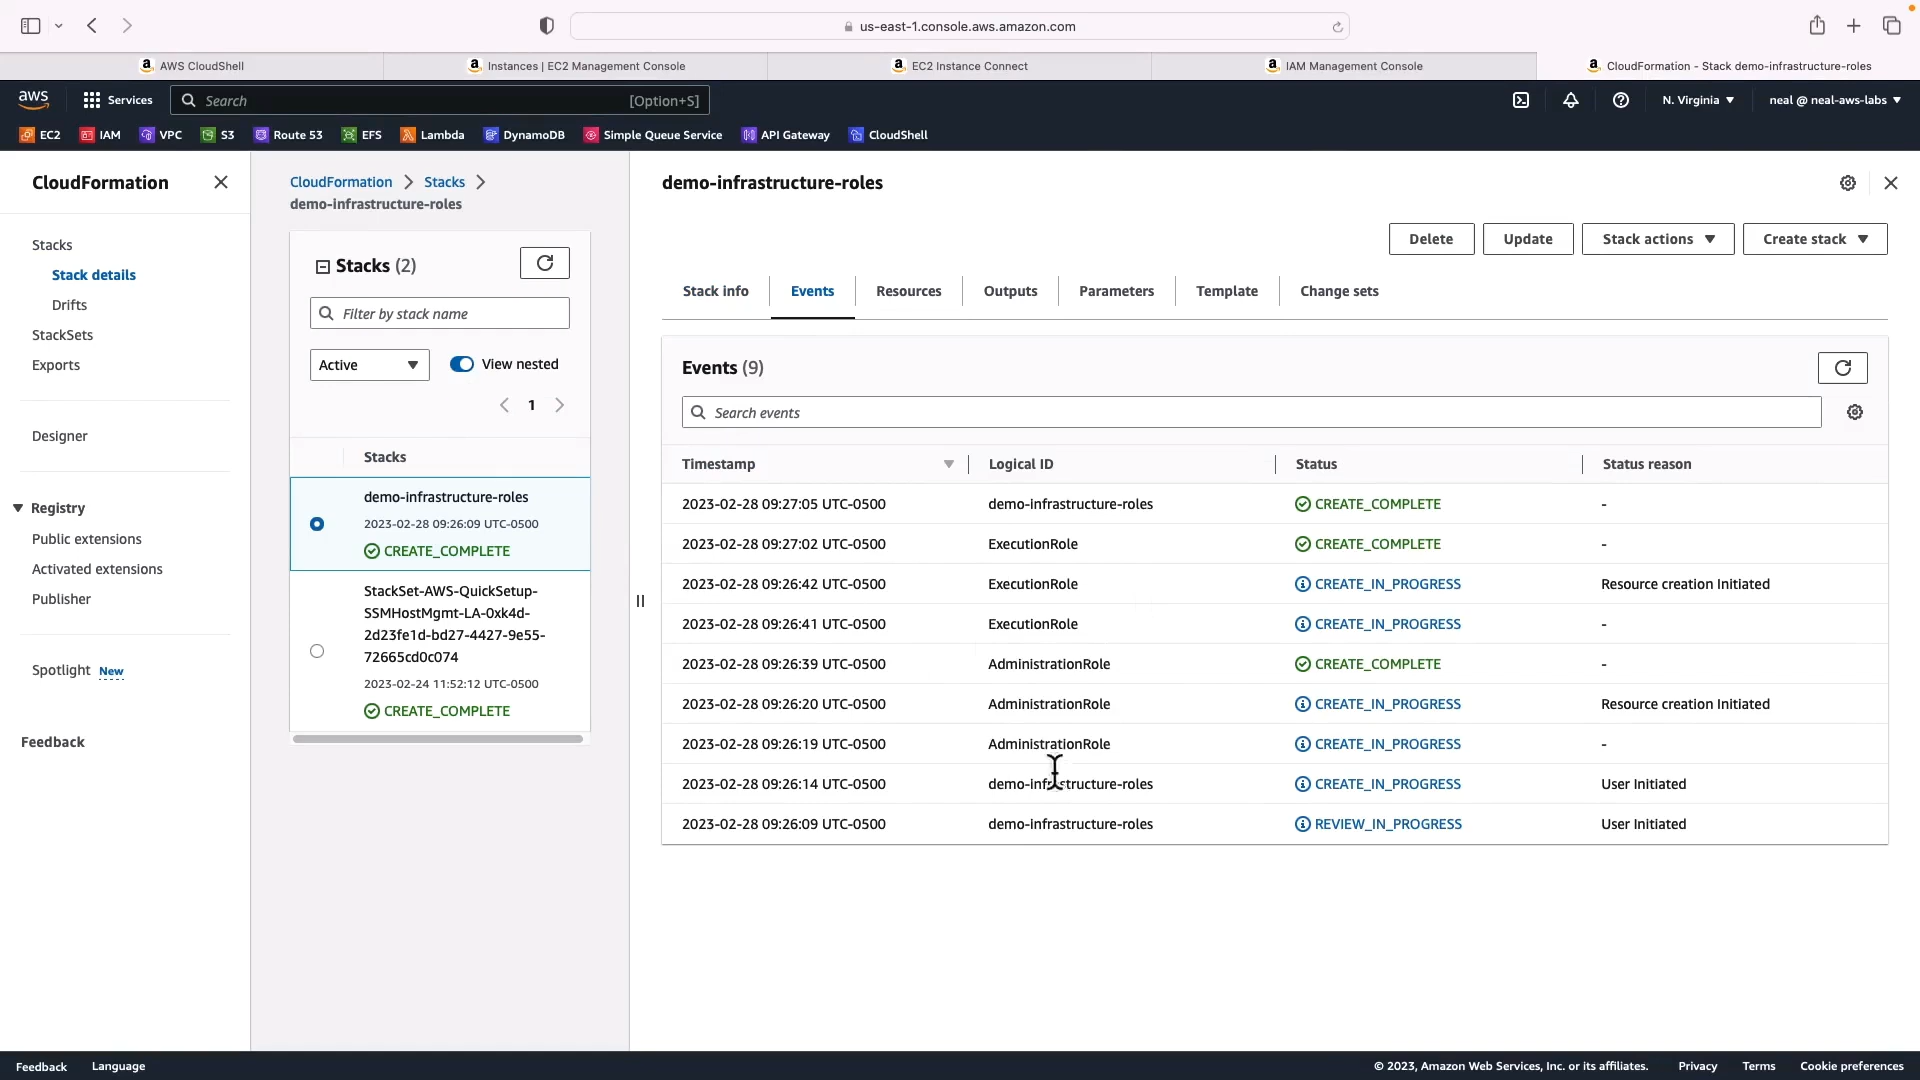 us-east-1.console.aws.amazon.com
AWS CloudShell
Instances | EC2 Management Console
EC2 Instance Connect
IAM Management Console
CloudFormation - Stack demo-infrastructure-roles
aws
Services
Search
[Option+S]
N. Virginia
neal @ neal-aws-labs
EC2
IAM
VPC
S3
Route 53
EFS
Lambda
DynamoDB
Simple Queue Service
API Gateway
CloudShell
CloudFormation
Stacks
Stack details
Drifts
StackSets
Exports
Designer
Registry
Public extensions
Activated extensions
Publisher
Spotlight New
Feedback
CloudFormation
Stacks
demo-infrastructure-roles
Stacks (2)
Filter by stack name
Active
View nested
1
Stacks
demo-infrastructure-roles
2023-02-28 09:26:09 UTC-0500
CREATE_COMPLETE
StackSet-AWS-QuickSetup-
SSMHostMgmt-LA-0xk4d-
2d23fe1d-bd27-4427-9e55-
72665cd0c074
2023-02-24 11:52:12 UTC-0500
CREATE_COMPLETE
demo-infrastructure-roles
Delete
Update
Stack actions
Create stack
Stack info
Events
Resources
Outputs
Parameters
Template
Change sets
Events (9)
Search events
Timestamp Logical ID Status Status reason
2023-02-28 09:27:05 UTC-0500 demo-infrastructure-roles CREATE_COMPLETE -
2023-02-28 09:27:02 UTC-0500 ExecutionRole CREATE_COMPLETE -
2023-02-28 09:26:42 UTC-0500 ExecutionRole CREATE_IN_PROGRESS Resource creation Initiated
2023-02-28 09:26:41 UTC-0500 ExecutionRole CREATE_IN_PROGRESS -
2023-02-28 09:26:39 UTC-0500 AdministrationRole CREATE_COMPLETE -
2023-02-28 09:26:20 UTC-0500 AdministrationRole CREATE_IN_PROGRESS Resource creation Initiated
2023-02-28 09:26:19 UTC-0500 AdministrationRole CREATE_IN_PROGRESS -
2023-02-28 09:26:14 UTC-0500 demo-infrastructure-roles CREATE_IN_PROGRESS User Initiated
2023-02-28 09:26:09 UTC-0500 demo-infrastructure-roles REVIEW_IN_PROGRESS User Initiated
Feedback
Language
© 2023, Amazon Web Services, Inc. or its affiliates.
Privacy
Terms
Cookie preferences